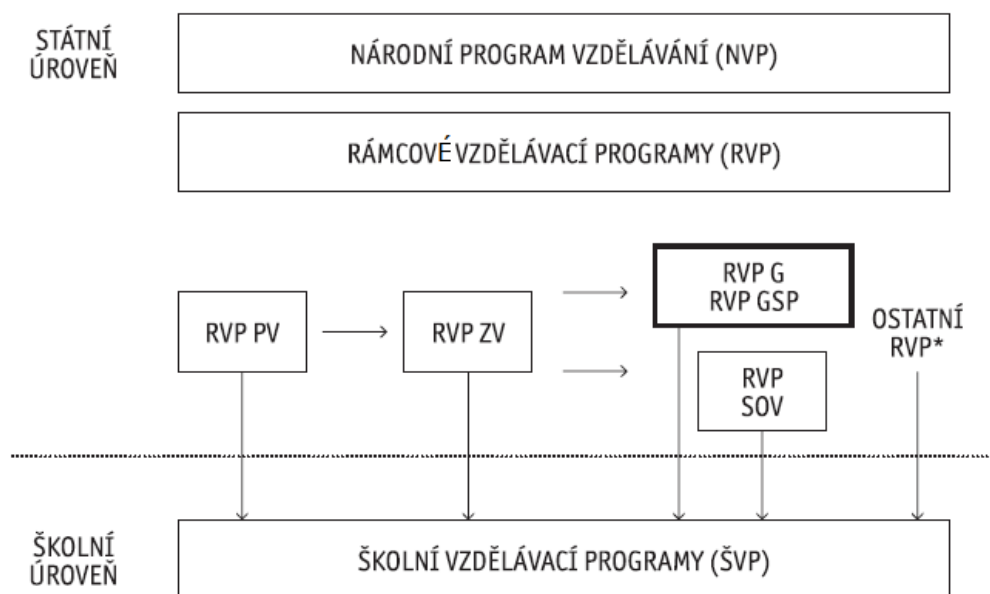 STÁTNÍ
ÚROVEŇ
NÁRODNÍ PROGRAM VZDĚLÁVÁNÍ (NVP)
RÁMCOVÉ VZDĚLÁVACÍ PROGRAMY (RVP)
RVP PV
RVP ZV
RVP G
RVP GSP
RVP
SOV
OSTATNÍ
RVP*
ŠKOLNÍ
ÚROVEŇ
ŠKOLNÍ VZDĚLÁVACÍ PROGRAMY (ŠVP)